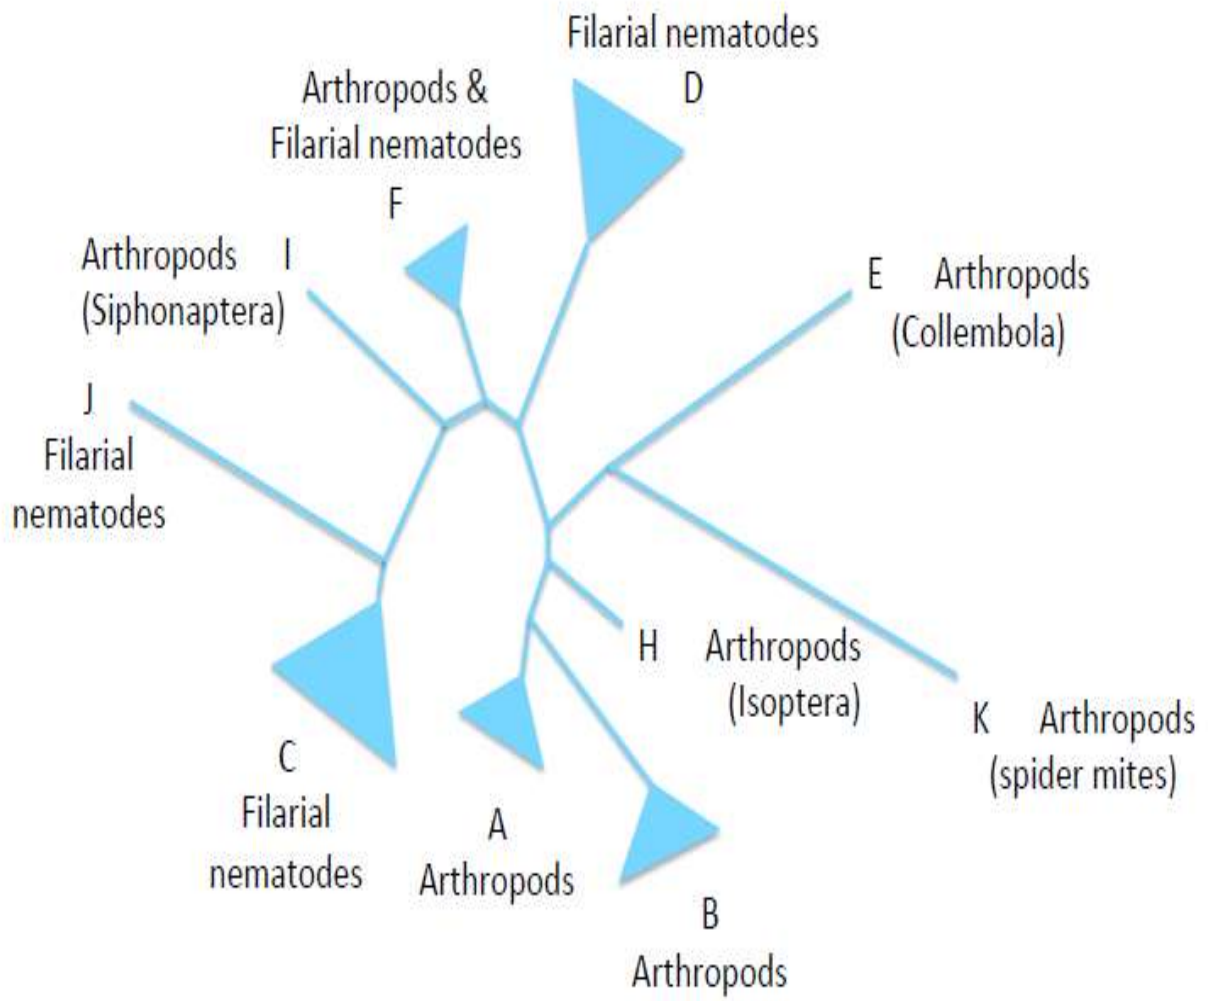 Filarial nematodes
D
Arthropods &
Filarial nematodes
F
Arthropods I
(Siphonaptera)
E Arthropods
(Collembola)
J
Filarial
nematodes
H Arthropods
(Isoptera)
K Arthropods
(spider mites)
C
Filarial
nematodes
A
Arthropods
B
Arthropods